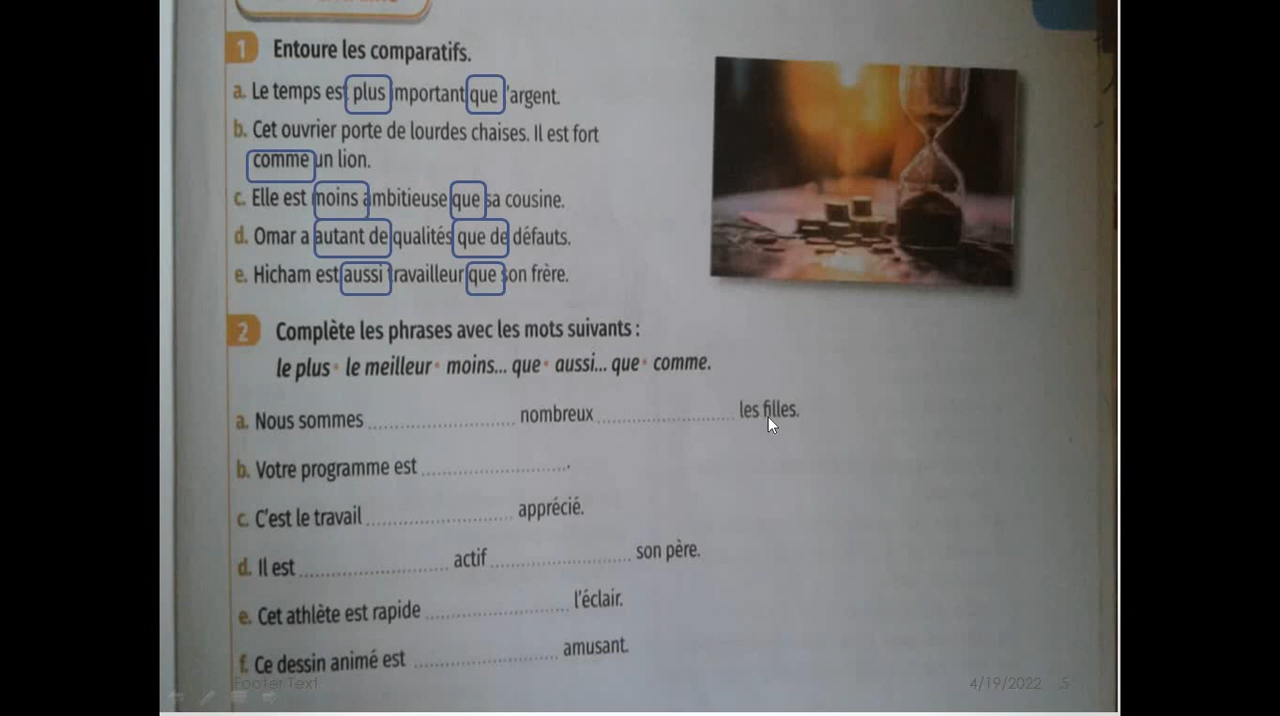 1 Entoure les comparatifs.
a. Le temps est plus important que l'argent.
b. Cet ouvrier porte de lourdes chaises. Il est fort
comme un lion.
c. Elle est moins ambitieuse que sa cousine.
d. Omar a autant de qualités que de défauts.
e. Hicham est aussi travailleur que son frère.
2 Complète les phrases avec les mots suivants :
le plus • le meilleur • moins... que • aussi... que • comme.
a. Nous sommes .......................... nombreux .......................... les filles.
b. Votre programme est .......................... .
c. C'est le travail .......................... apprécié.
d. Il est .......................... actif .......................... son père.
e. Cet athlète est rapide .......................... l'éclair.
f. Ce dessin animé est .......................... amusant.
Footer Text 4/19/2022 5